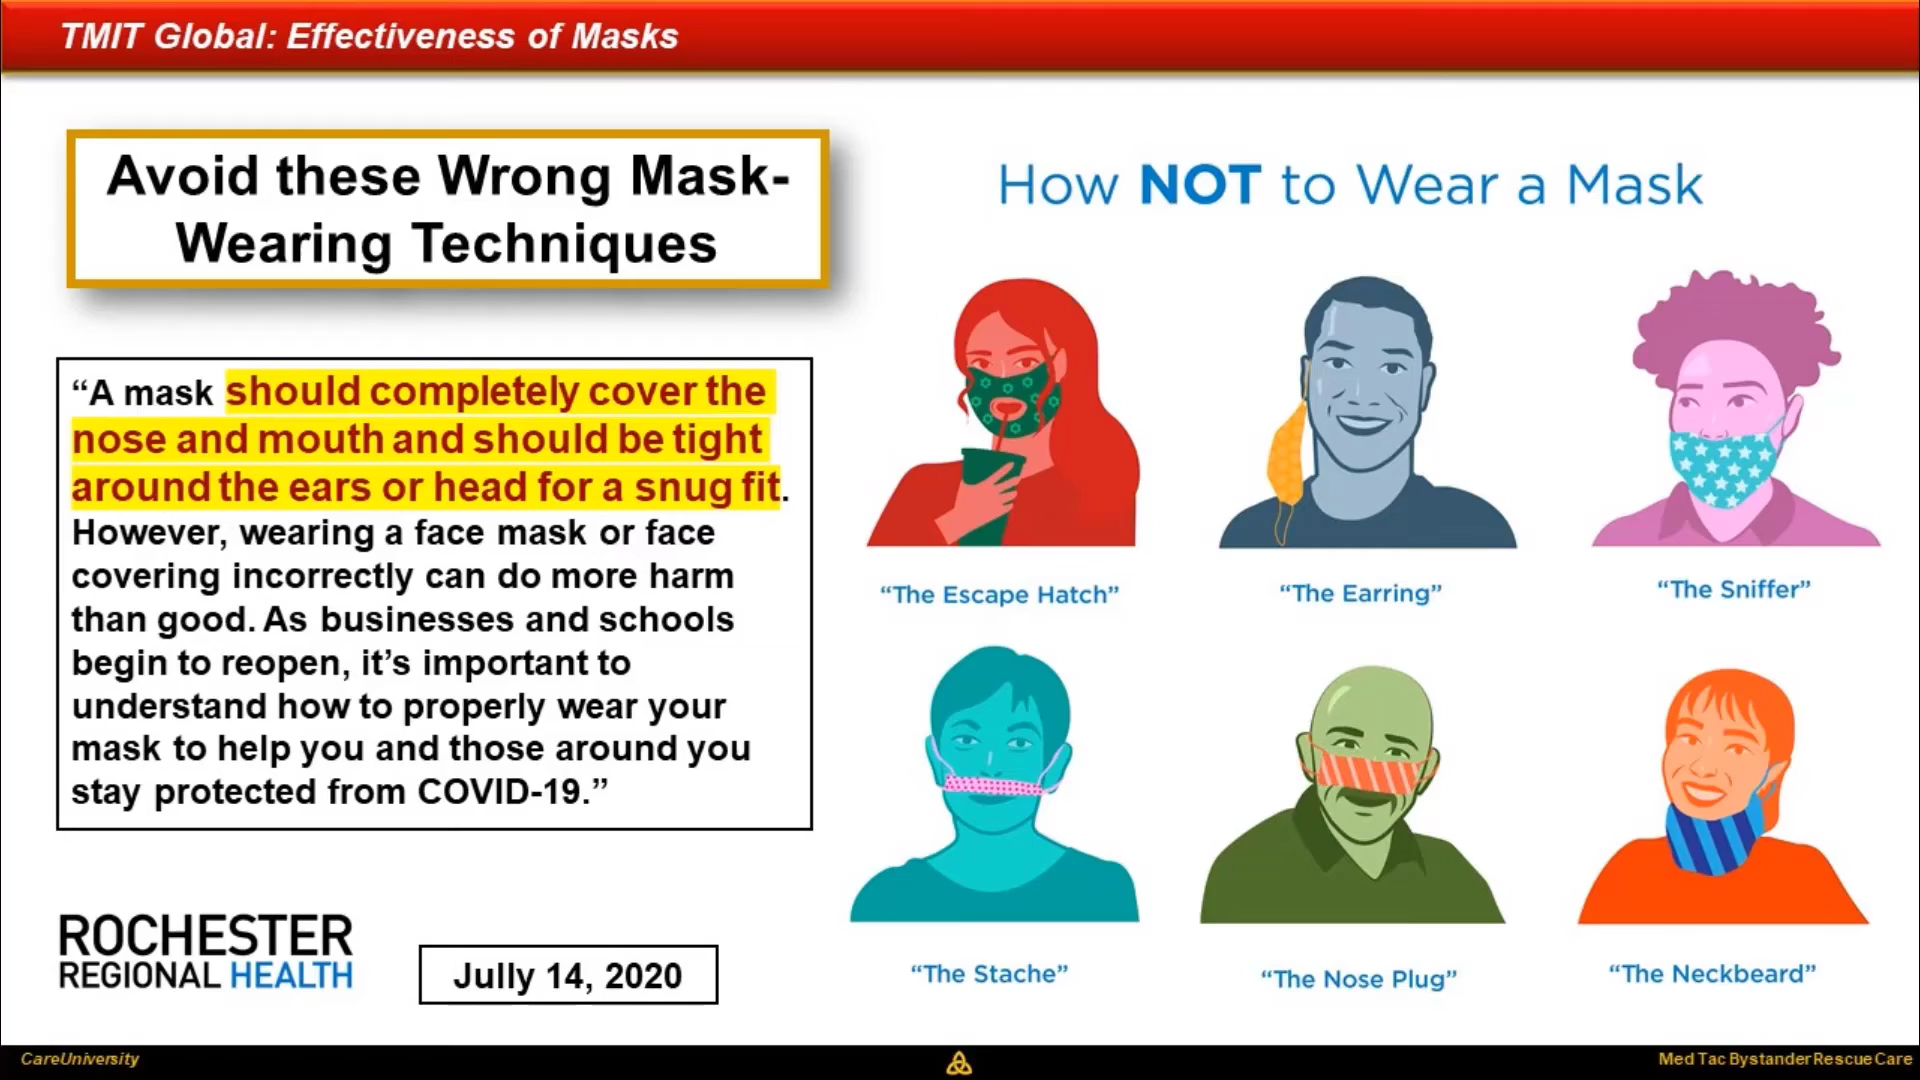 TMIT Global: Effectiveness of Masks
Avoid these Wrong Mask-
Wearing Techniques
“A mask should completely cover the
nose and mouth and should be tight
around the ears or head for a snug fit.
However, wearing a face mask or face
covering incorrectly can do more harm
than good. As businesses and schools
begin to reopen, it’s important to
understand how to properly wear your
mask to help you and those around you
stay protected from COVID-19.”
ROCHESTER
REGIONAL HEALTH
Jully 14, 2020
How NOT to Wear a Mask
“The Escape Hatch”
“The Earring”
“The Sniffer”
“The Stache”
“The Nose Plug”
“The Neckbeard”
CareUniversity
Med Tac Bystander Rescue Care